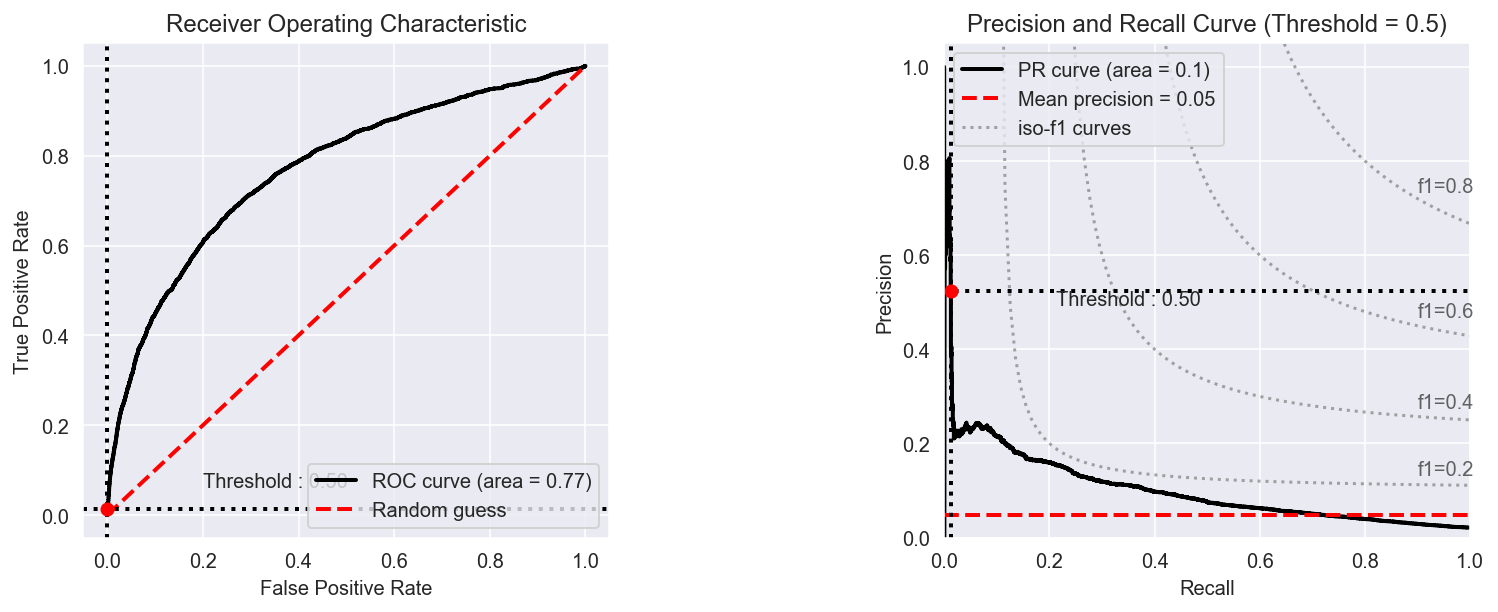 Receiver Operating Characteristic
True Positive Rate
1.0
0.8
0.6
0.4
0.2
0.0
Threshold : 0.50
ROC curve (area = 0.77)
Random guess
0.0 0.2 0.4 0.6 0.8 1.0
False Positive Rate
Precision and Recall Curve (Threshold = 0.5)
Precision
1.0
0.8
0.6
0.4
0.2
0.0
PR curve (area = 0.1)
Mean precision = 0.05
iso-f1 curves
f1=0.8
Threshold : 0.50
f1=0.6
f1=0.4
f1=0.2
0.0 0.2 0.4 0.6 0.8 1.0
Recall